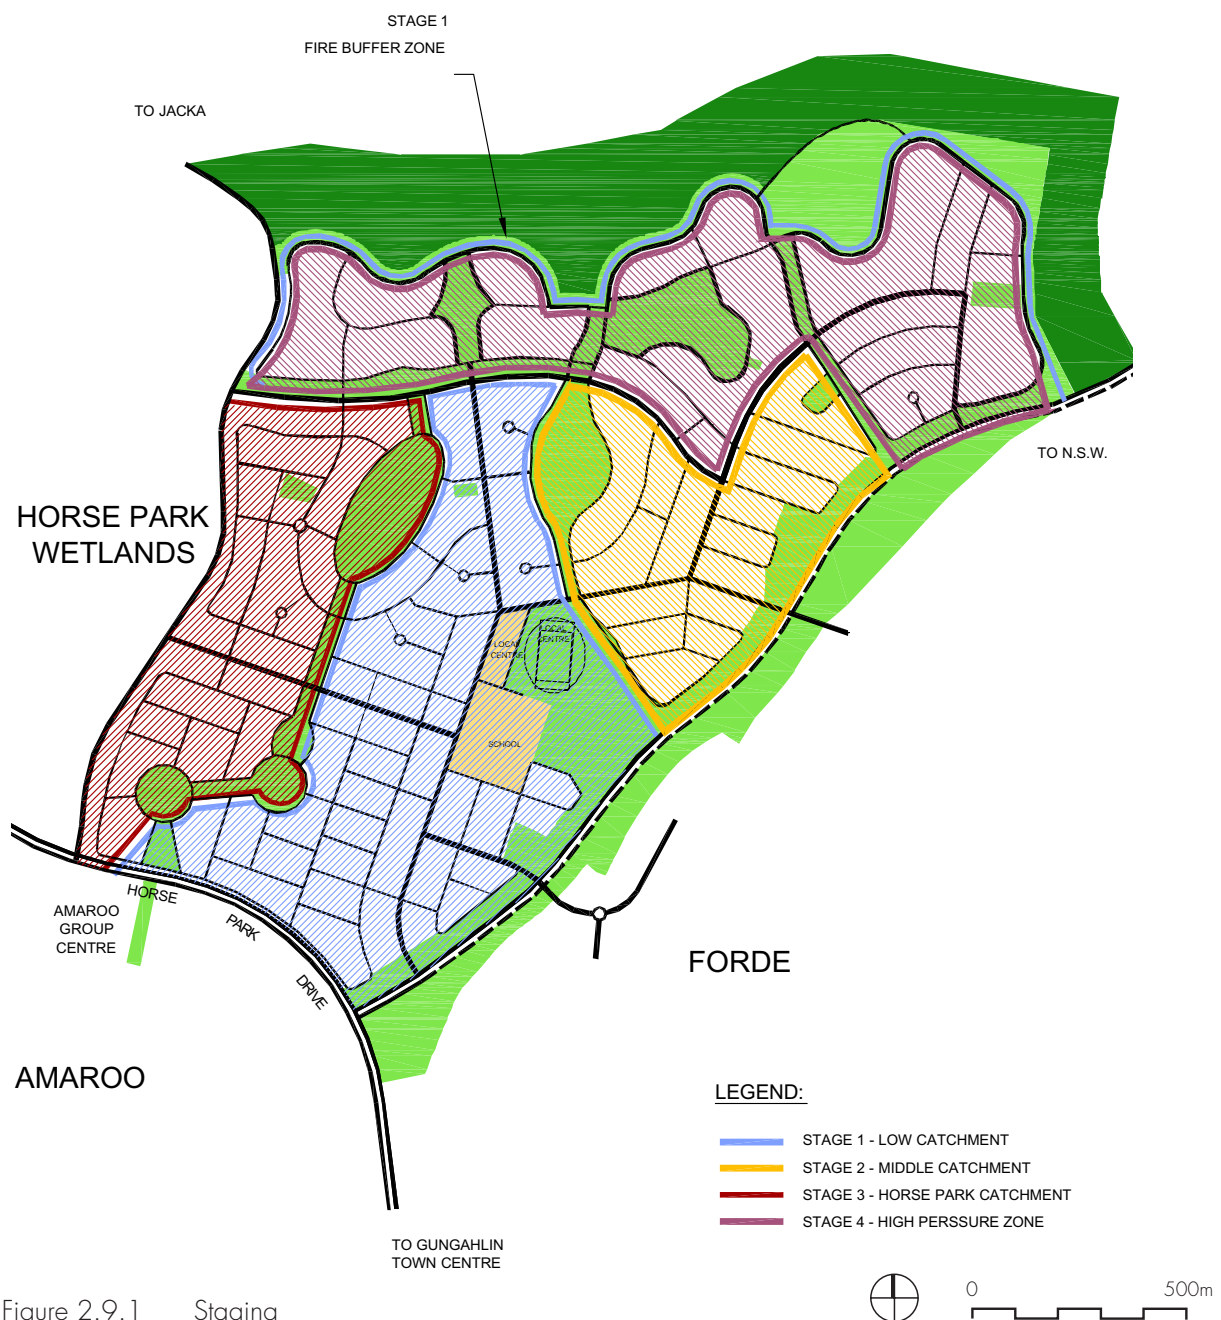 STAGE 1
FIRE BUFFER ZONE
TO JACKA
TO N.S.W.
HORSE PARK
WETLANDS
LOCAL
CENTRE
LOCAL
CENTRE
SCHOOL
HORSE
PARK
DRIVE
AMAROO
GROUP
CENTRE
FORDE
AMAROO
LEGEND:
STAGE 1 - LOW CATCHMENT
STAGE 2 - MIDDLE CATCHMENT
STAGE 3 - HORSE PARK CATCHMENT
STAGE 4 - HIGH PERSSURE ZONE
TO GUNGAHLIN
TOWN CENTRE
0 500m
Figure 2.9.1 Staging